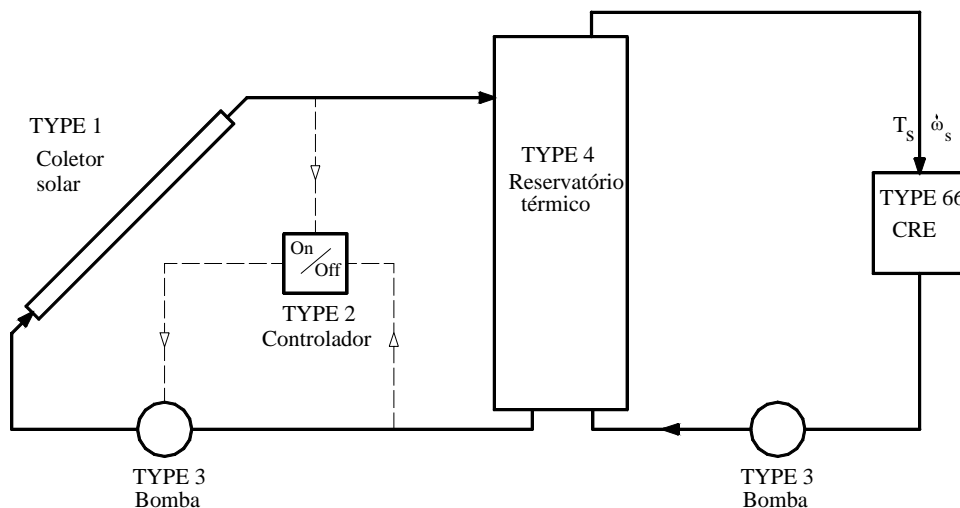 TYPE 1
Coletor
solar
On
Off
TYPE 2
Controlador
TYPE 3
Bomba
TYPE 4
Reservatório
térmico
Ts ω̇s
TYPE 66
CRE
TYPE 3
Bomba